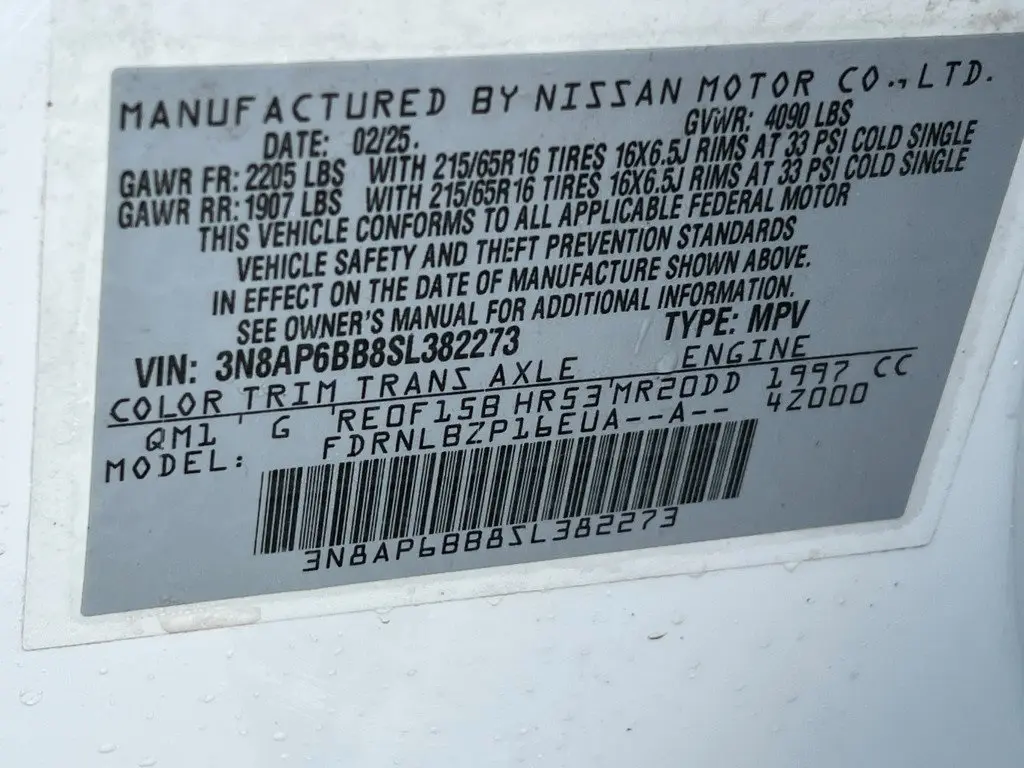 MANUFACTURED BY NISSAN MOTOR CO., LTD.
DATE: 02/25. GVWR: 4090 LBS
GAWR FR: 2205 LBS WITH 215/65R16 TIRES 16X6.5J RIMS AT 33 PSI COLD SINGLE
GAWR RR: 1907 LBS WITH 215/65R16 TIRES 16X6.5J RIMS AT 33 PSI COLD SINGLE
THIS VEHICLE CONFORMS TO ALL APPLICABLE FEDERAL MOTOR
VEHICLE SAFETY AND THEFT PREVENTION STANDARDS
IN EFFECT ON THE DATE OF MANUFACTURE SHOWN ABOVE.
SEE OWNER'S MANUAL FOR ADDITIONAL INFORMATION.
VIN: 3N8AP6BB8SL382273 TYPE: MPV
COLOR TRIM TRANS AXLE ENGINE
QM1 G RE0F15B HR53 MR20DD 1997 CC
MODEL: FDRNLBZP16EUA--A-- 4Z000
3N8AP6BB8SL382273